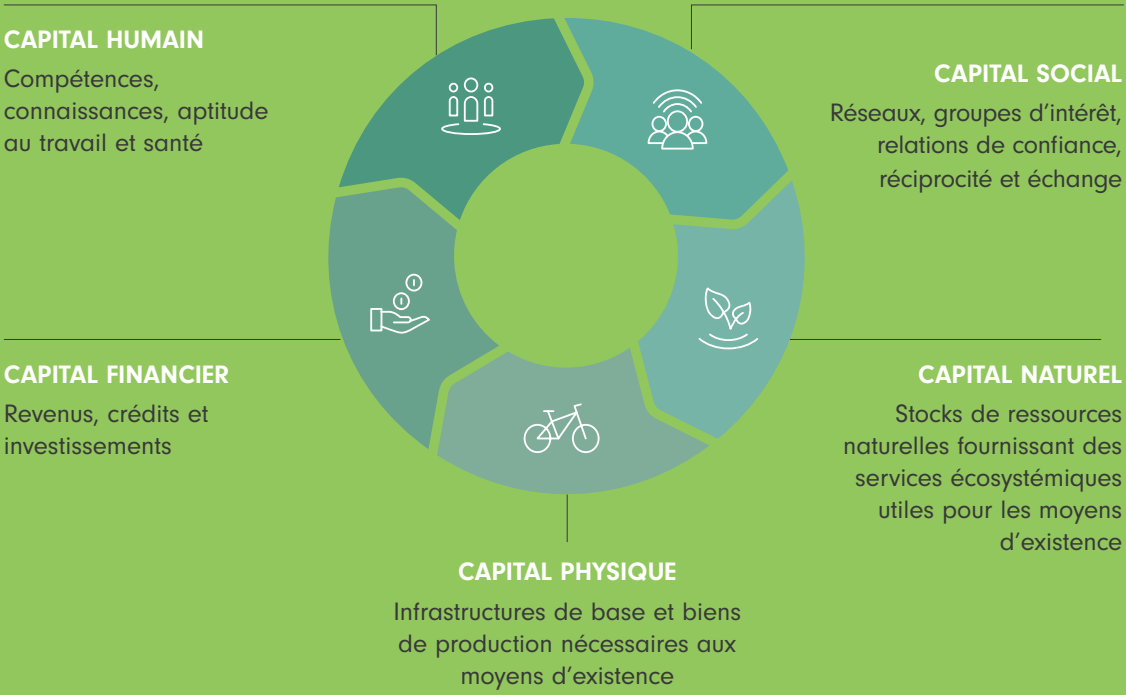 CAPITAL HUMAIN
Compétences,
connaissances, aptitude
au travail et santé
CAPITAL SOCIAL
Réseaux, groupes d’intérêt,
relations de confiance,
réciprocité et échange
CAPITAL FINANCIER
Revenus, crédits et
investissements
CAPITAL NATUREL
Stocks de ressources
naturelles fournissant des
services écosystémiques
utiles pour les moyens
d’existence
CAPITAL PHYSIQUE
Infrastructures de base et biens
de production nécessaires aux
moyens d’existence